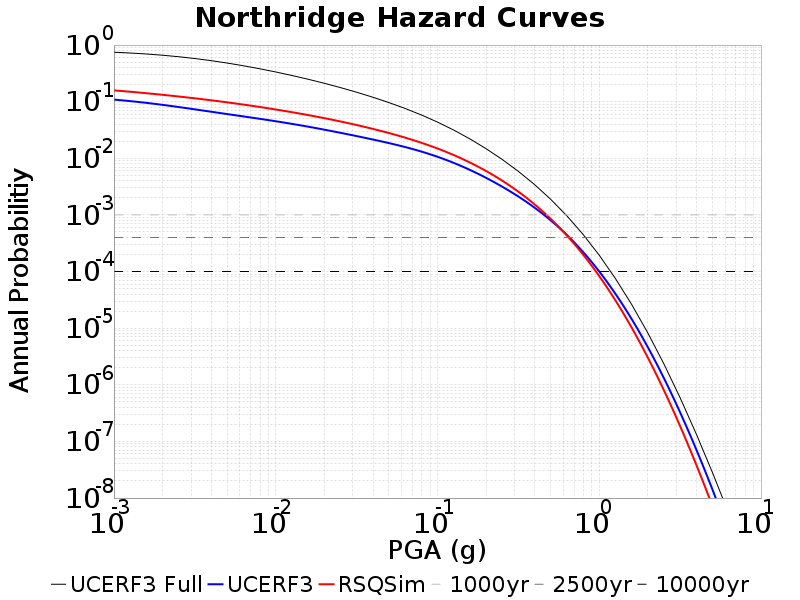 Northridge Hazard Curves
Annual Probabilitiy
10^0
10^-1
10^-2
10^-3
10^-4
10^-5
10^-6
10^-7
10^-8
10^-3 10^-2 10^-1 10^0 10^1
PGA (g)
UCERF3 Full UCERF3 RSQSim 1000yr 2500yr 10000yr